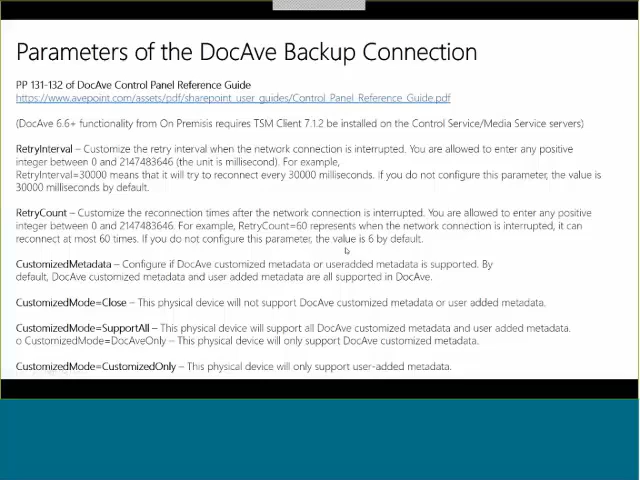 Parameters of the DocAve Backup Connection
PP 131-132 of DocAve Control Panel Reference Guide
https://www.avepoint.com/assets/pdf/sharepoint_user_guides/Control_Panel_Reference_Guide.pdf
(DocAve 6.6+ functionality from On Premisis requires TSM Client 7.1.2 be installed on the Control Service/Media Service servers)
RetryInterval – Customize the retry interval when the network connection is interrupted. You are allowed to enter any positive
integer between 0 and 2147483646 (the unit is millisecond). For example,
RetryInterval=30000 means that it will try to reconnect every 30000 milliseconds. If you do not configure this parameter, the value is
30000 milliseconds by default.
RetryCount – Customize the reconnection times after the network connection is interrupted. You are allowed to enter any positive
integer between 0 and 2147483646. For example, RetryCount=60 represents when the network connection is interrupted, it can
reconnect at most 60 times. If you do not configure this parameter, the value is 6 by default.
CustomizedMetadata – Configure if DocAve customized metadata or useradded metadata is supported. By
default, DocAve customized metadata and user added metadata are all supported in DocAve.
CustomizedMode=Close – This physical device will not support DocAve customized metadata or user added metadata.
CustomizedMode=SupportAll – This physical device will support all DocAve customized metadata and user added metadata.
o CustomizedMode=DocAveOnly – This physical device will only support DocAve customized metadata.
CustomizedMode=CustomizedOnly – This physical device will only support user-added metadata.